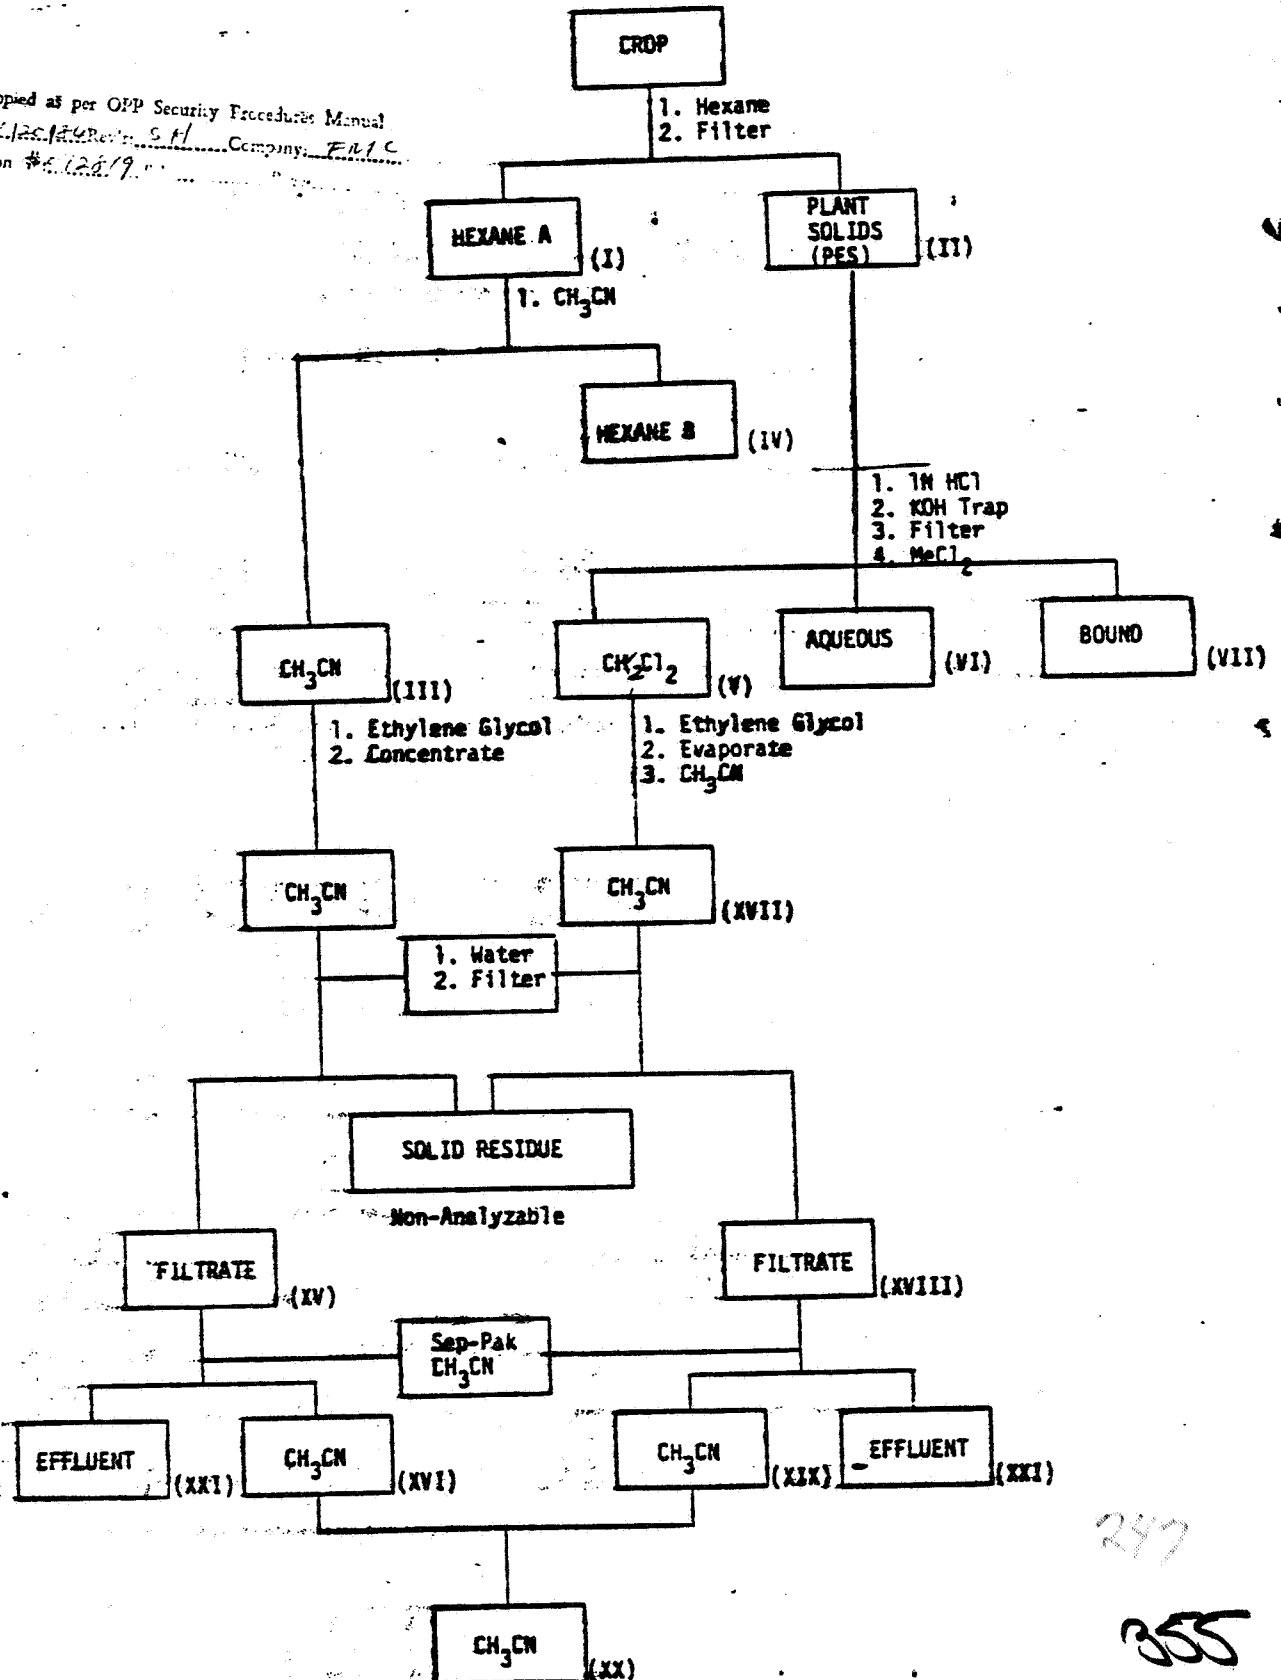 CROP
opied as per OPP Security Procedures Manual
Company: FMC
1. Hexane
2. Filter
HEXANE A
(I)
PLANT
SOLIDS
(PES)
(II)
1. CH3CN
HEXANE B
(IV)
1. 1N HCl
2. KOH Trap
3. Filter
4. MeCl2
CH3CN
(III)
CH2Cl2
(V)
AQUEOUS
(VI)
BOUND
(VII)
1. Ethylene Glycol
2. Concentrate
1. Ethylene Glycol
2. Evaporate
3. CH3CN
CH3CN
CH3CN
(XVII)
1. Water
2. Filter
SOLID RESIDUE
Non-Analyzable
FILTRATE
(XV)
FILTRATE
(XVIII)
Sep-Pak
CH3CN
EFFLUENT
(XXI)
CH3CN
(XVI)
CH3CN
(XIX)
EFFLUENT
(XXI)
247
355
CH3CN
(XX)